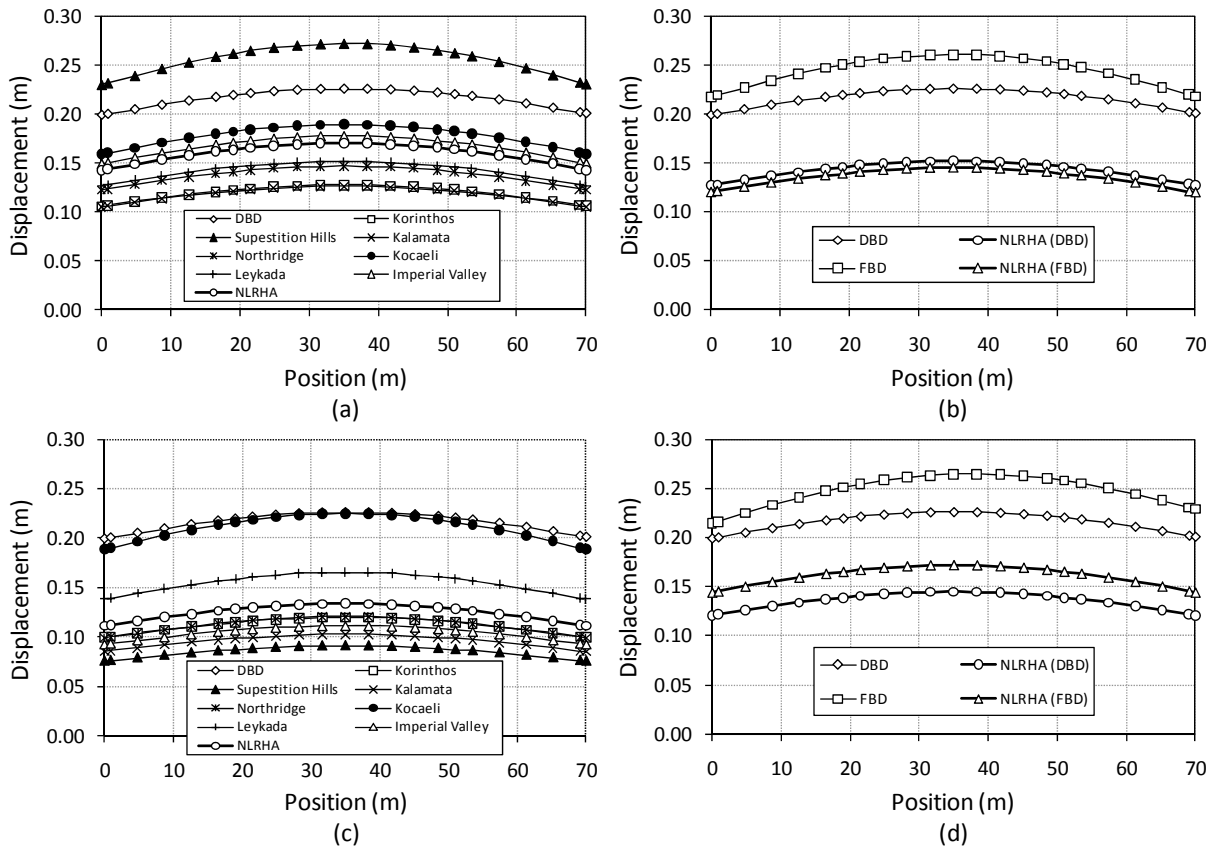 0.30
0.25
0.20
0.15
0.10
0.05
0.00
Displacement (m)
DBD
Korinthos
Supestition Hills
Kalamata
Northridge
Kocaeli
Leykada
Imperial Valley
NLRHA
0 10 20 30 40 50 60 70
Position (m)
(a)
0.30
0.25
0.20
0.15
0.10
0.05
0.00
Displacement (m)
DBD
NLRHA (DBD)
FBD
NLRHA (FBD)
0 10 20 30 40 50 60 70
Position (m)
(b)
0.30
0.25
0.20
0.15
0.10
0.05
0.00
Displacement (m)
DBD
Korinthos
Supestition Hills
Kalamata
Northridge
Kocaeli
Leykada
Imperial Valley
NLRHA
0 10 20 30 40 50 60 70
Position (m)
(c)
0.30
0.25
0.20
0.15
0.10
0.05
0.00
Displacement (m)
DBD
NLRHA (DBD)
FBD
NLRHA (FBD)
0 10 20 30 40 50 60 70
Position (m)
(d)